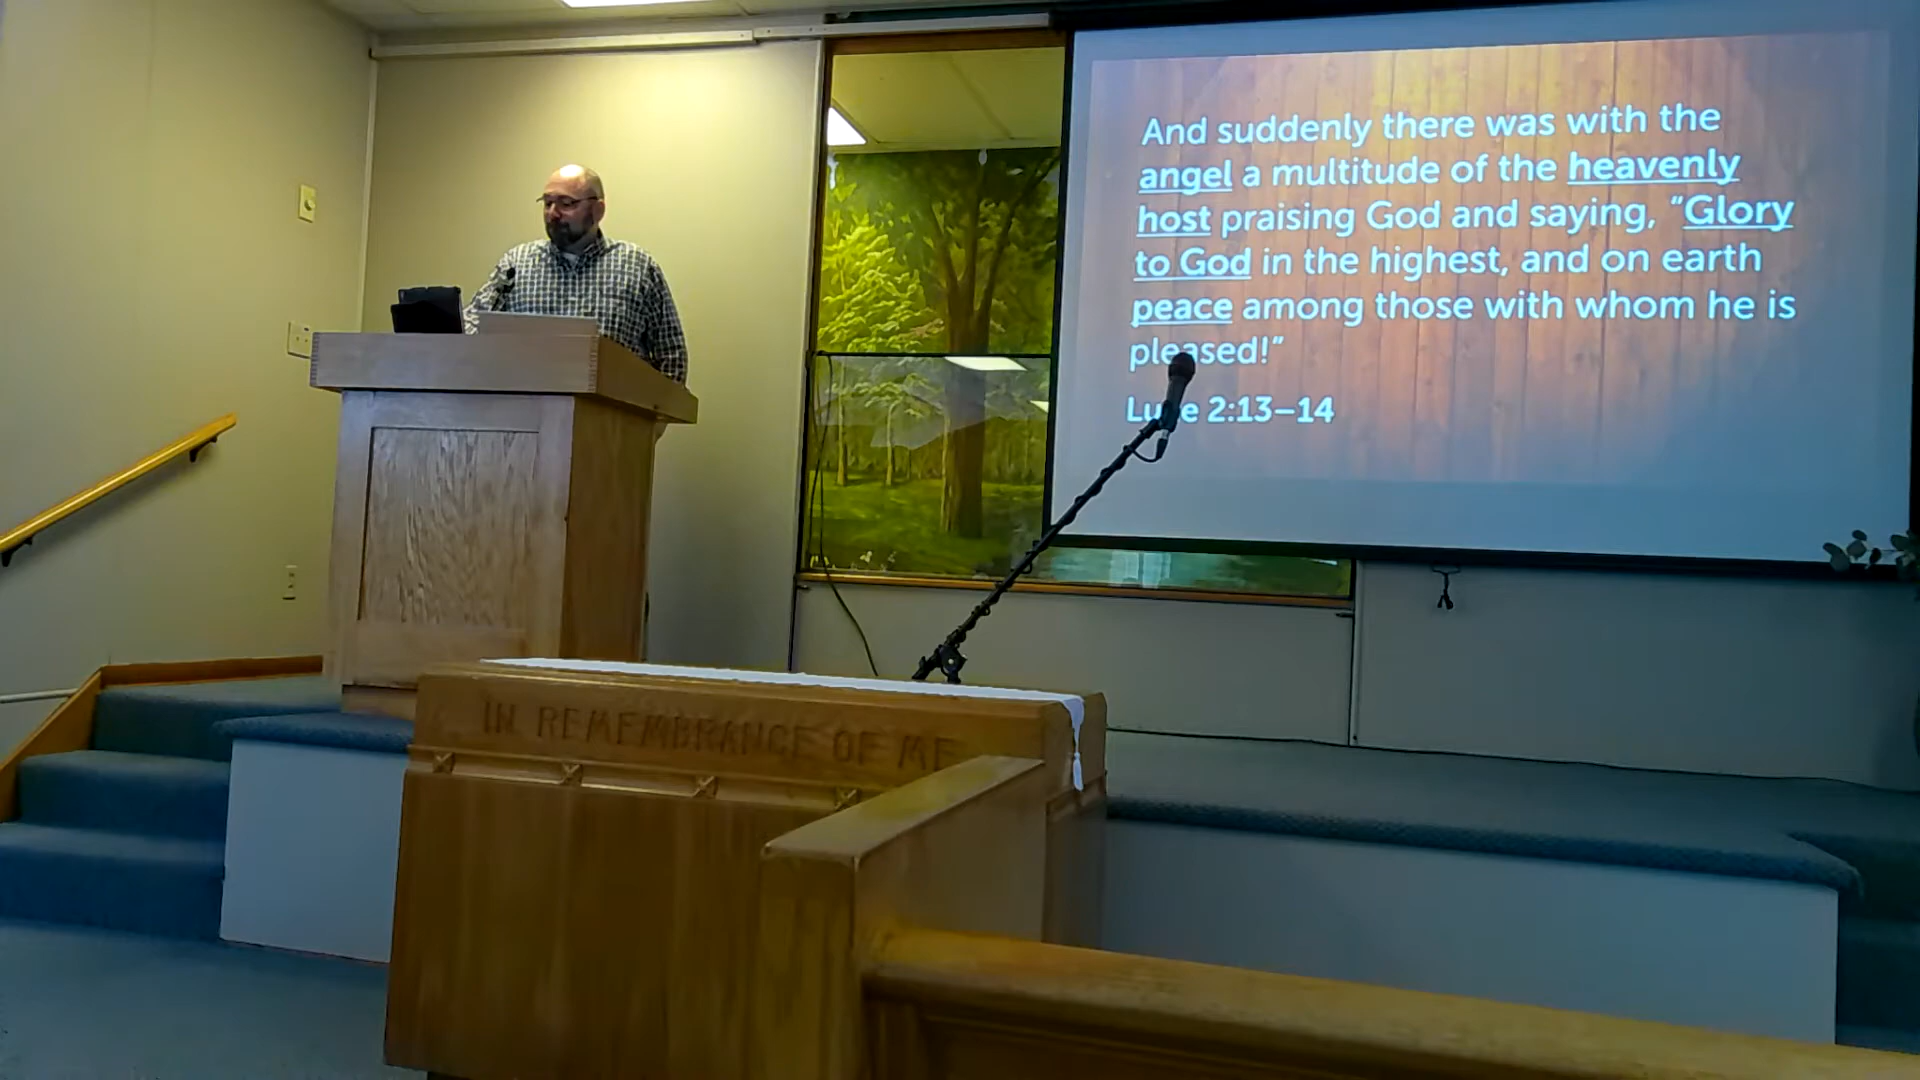 And suddenly there was with the
angel a multitude of the heavenly
host praising God and saying, “Glory
to God in the highest, and on earth
peace among those with whom he is
pleased!”
Luke 2:13–14
IN REMEMBRANCE OF ME